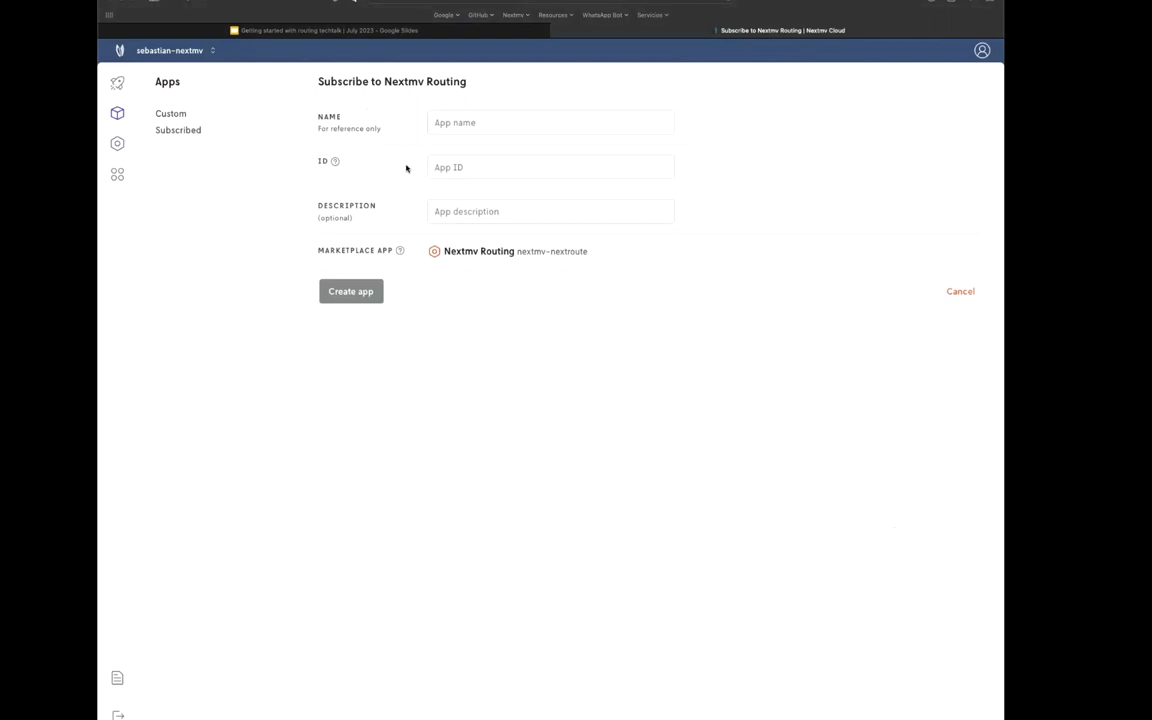 Google GitHub Nextmv Resources WhatsApp Bot Servicios
Getting started with routing techtalk | July 2023 - Google Slides
Subscribe to Nextmv Routing | Nextmv Cloud
sebastian-nextmv
Apps
Custom
Subscribed
Subscribe to Nextmv Routing
NAME
For reference only
App name
ID
App ID
DESCRIPTION
(optional)
App description
MARKETPLACE APP
Nextmv Routing nextmv-nextroute
Create app
Cancel